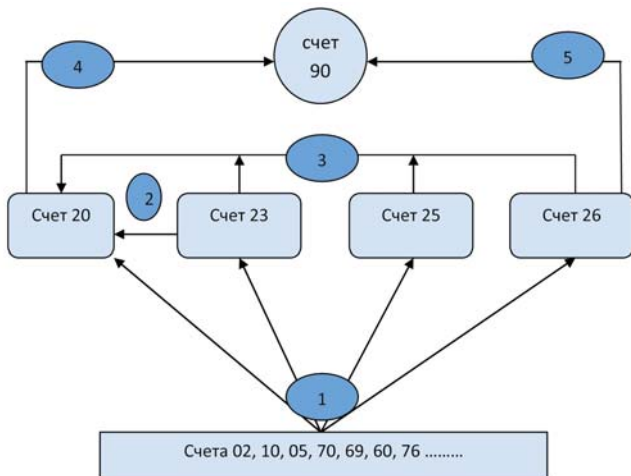 счет
90
4
5
3
2
Счет 20
Счет 23
Счет 25
Счет 26
1
Счета 02, 10, 05, 70, 69, 60, 76 .........